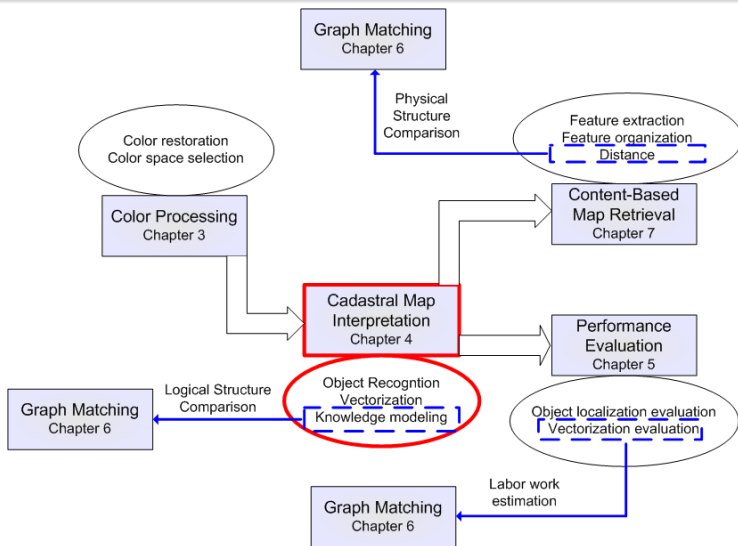 Graph Matching
Chapter 6
Physical
Structure
Comparison
Feature extraction
Feature organization
Distance
Color restoration
Color space selection
Color Processing
Chapter 3
Content-Based
Map Retrieval
Chapter 7
Cadastral Map
Interpretation
Chapter 4
Performance
Evaluation
Chapter 5
Object Recogntion
Vectorization
Knowledge modeling
Logical Structure
Comparison
Graph Matching
Chapter 6
Object localization evaluation
Vectorization evaluation
Labor work
estimation
Graph Matching
Chapter 6